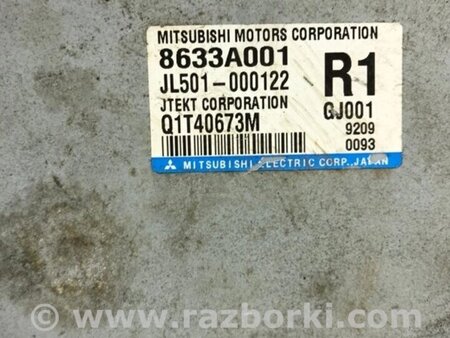 MITSUBISHI MOTORS CORPORATION
8633A001
R1
JL501-000122
JTEKT CORPORATION
GJ001
Q1T40673M
9209
0093
MITSUBISHI ELECTRIC CORP., JAPAN
© www.razborki.com/